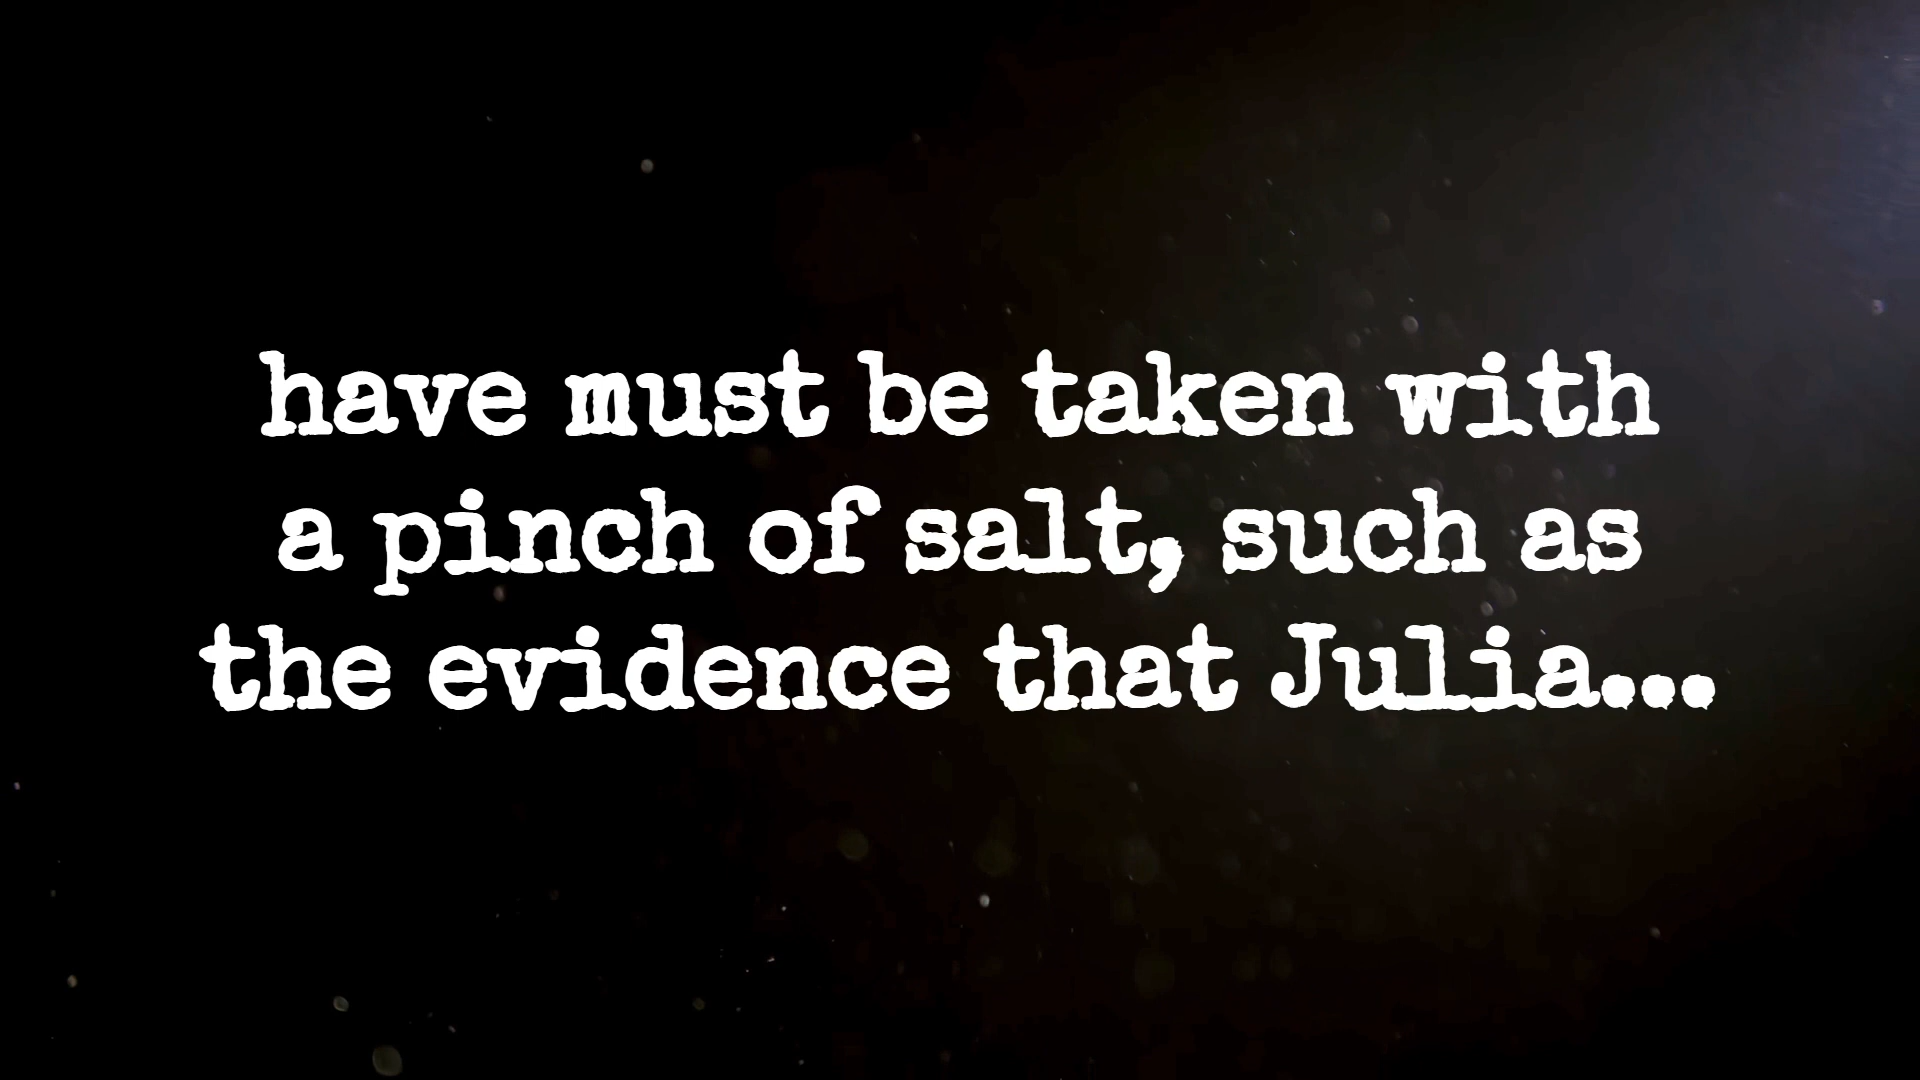 have must be taken with
a pinch of salt, such as
the evidence that Julia...